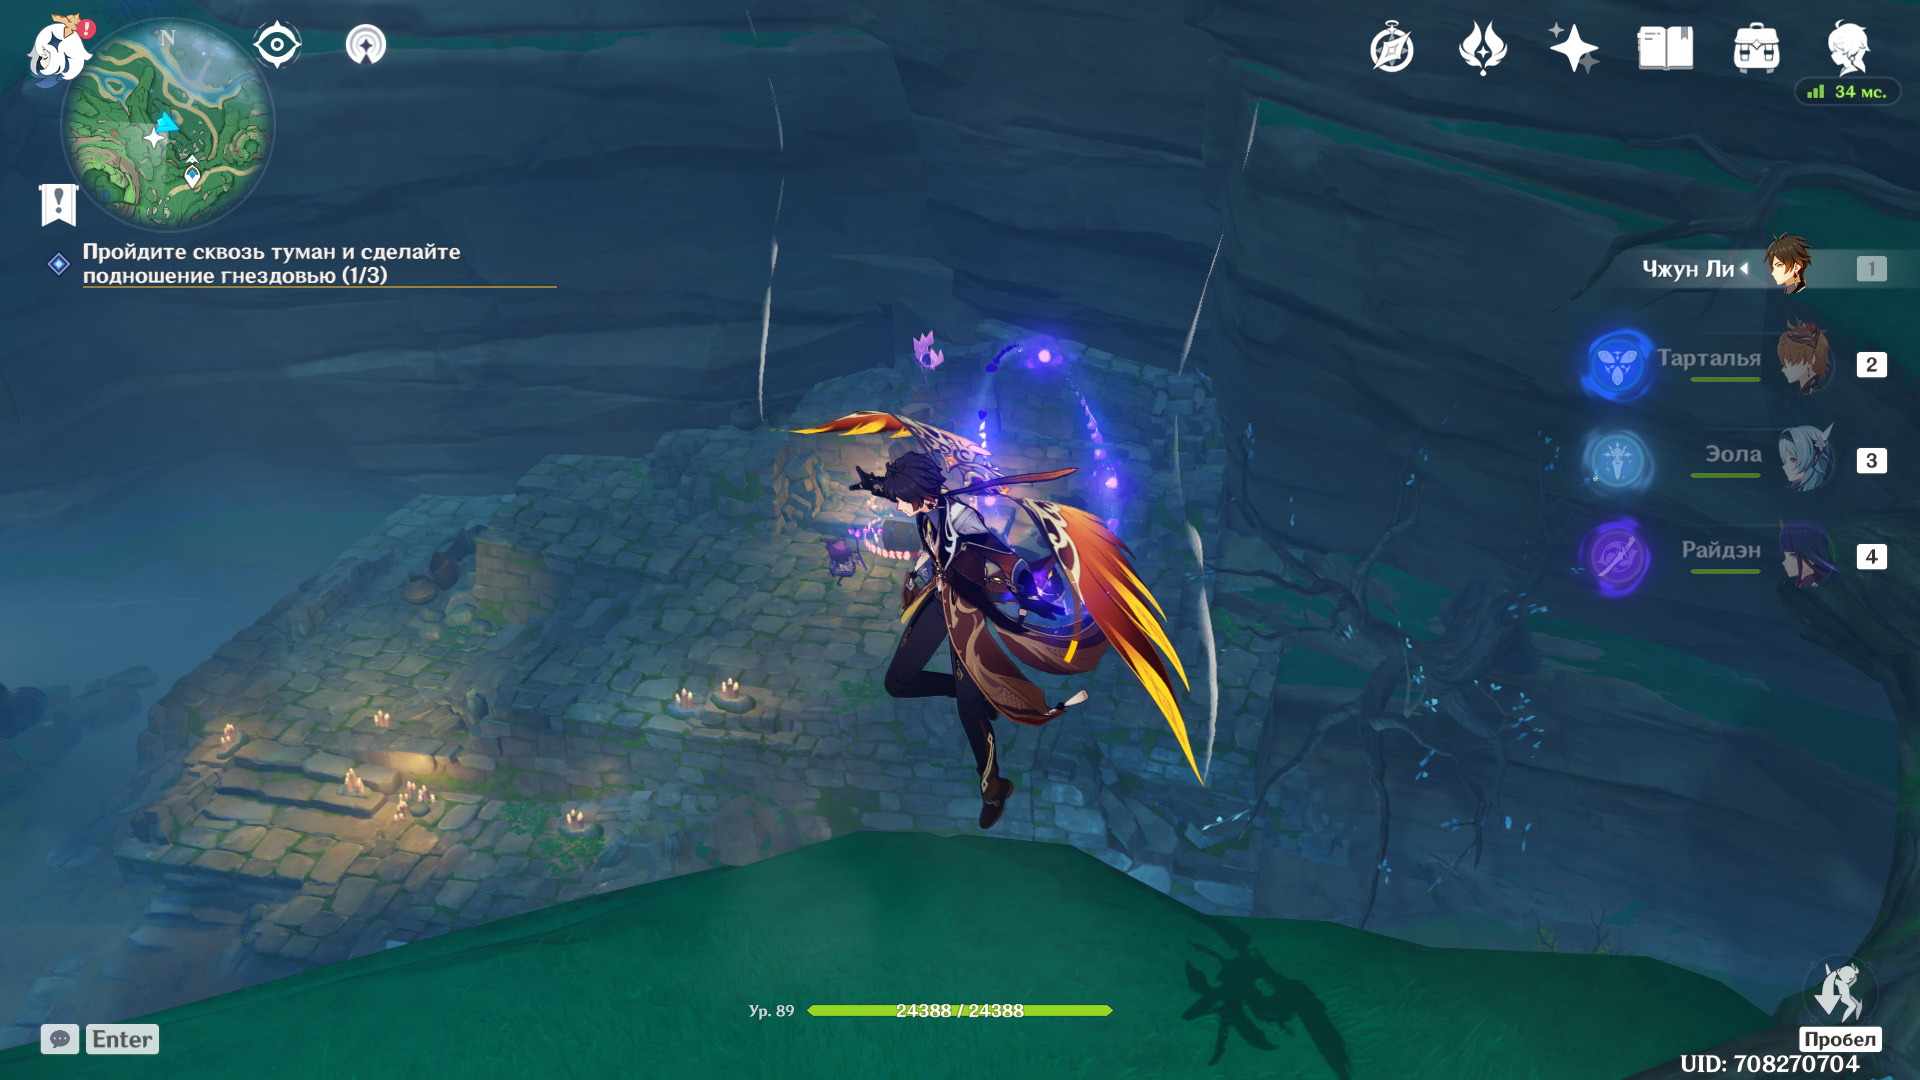 N
34 мс.
Пройдите сквозь туман и сделайте
подношение гнездовью (1/3)
Чжун Ли
1
Тарталья
2
Эола
3
Райдэн
4
Ур. 89
24388 / 24388
Enter
Пробел
UID: 708270704